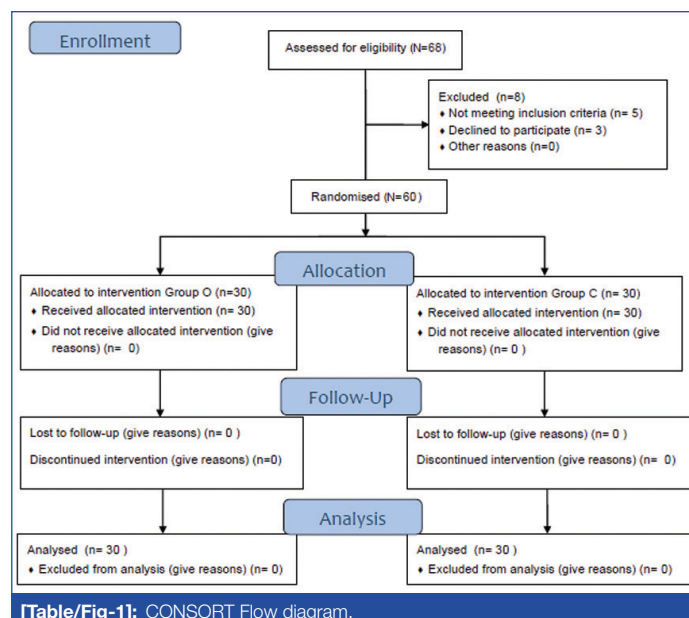 Enrollment
Assessed for eligibility (N=68)
Excluded (n=8)
♦ Not meeting inclusion criteria (n= 5)
♦ Declined to participate (n= 3)
♦ Other reasons (n=0)
Randomised (N=60)
Allocation
Allocated to intervention Group O (n=30)
♦ Received allocated intervention (n= 30)
♦ Did not receive allocated intervention (give
reasons) (n= 0)
Allocated to intervention Group C (n= 30)
♦ Received allocated intervention (n= 30)
♦ Did not receive allocated intervention (give
reasons) (n= 0 )
Follow-Up
Lost to follow-up (give reasons) (n= 0 )
Discontinued intervention (give reasons) (n=0)
Lost to follow-up (give reasons) (n= 0 )
Discontinued intervention (give reasons) (n= 0)
Analysis
Analysed (n= 30 )
♦ Excluded from analysis (give reasons) (n= 0)
Analysed (n= 30 )
♦ Excluded from analysis (give reasons) (n= 0)
[Table/Fig-1]: CONSORT Flow diagram.